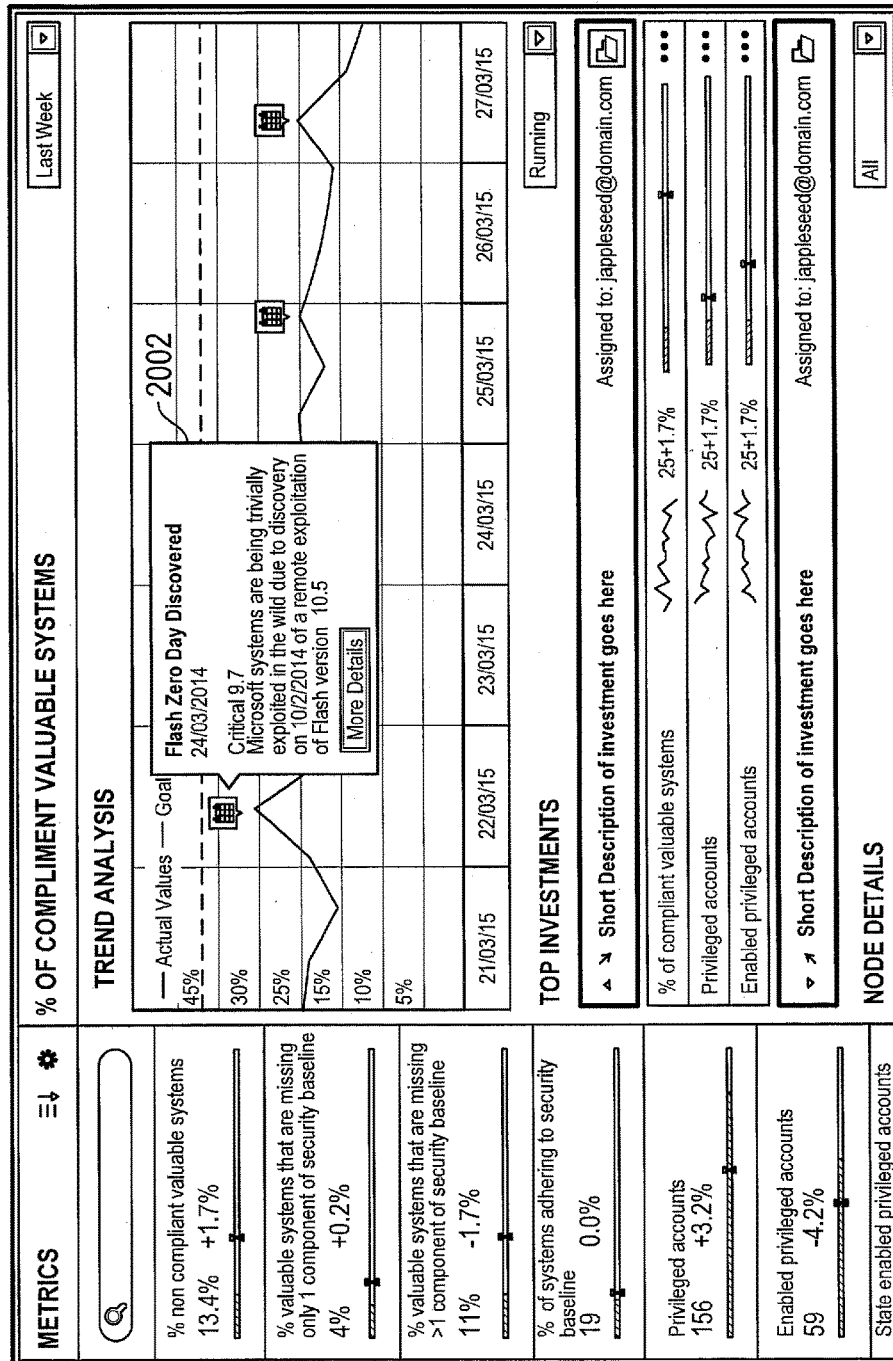 METRICS
% non compliant valuable systems
13.4% +1.7%
% valuable systems that are missing
only 1 component of security baseline
4% +0.2%
% valuable systems that are missing
>1 component of security baseline
11% -1.7%
% of systems adhering to security
baseline
19 0.0%
Privileged accounts
156 +3.2%
Enabled privileged accounts
59 -4.2%
State enabled privileged accounts
% OF COMPLIMENT VALUABLE SYSTEMS
Last Week
TREND ANALYSIS
Actual Values Goal
45%
30%
25%
15%
10%
5%
2002
Flash Zero Day Discovered
24/03/2014
Critical 9.7
Microsoft systems are being trivially
exploited in the wild due to discovery
on 10/2/2014 of a remote exploitation
of Flash version 10.5
More Details
21/03/15 22/03/15 23/03/15 24/03/15 25/03/15 26/03/15 27/03/15
TOP INVESTMENTS
Running
Short Description of investment goes here Assigned to: jappleseed@domain.com
% of compliant valuable systems 25+1.7%
Privileged accounts 25+1.7%
Enabled privileged accounts 25+1.7%
Short Description of investment goes here Assigned to: jappleseed@domain.com
NODE DETAILS
All